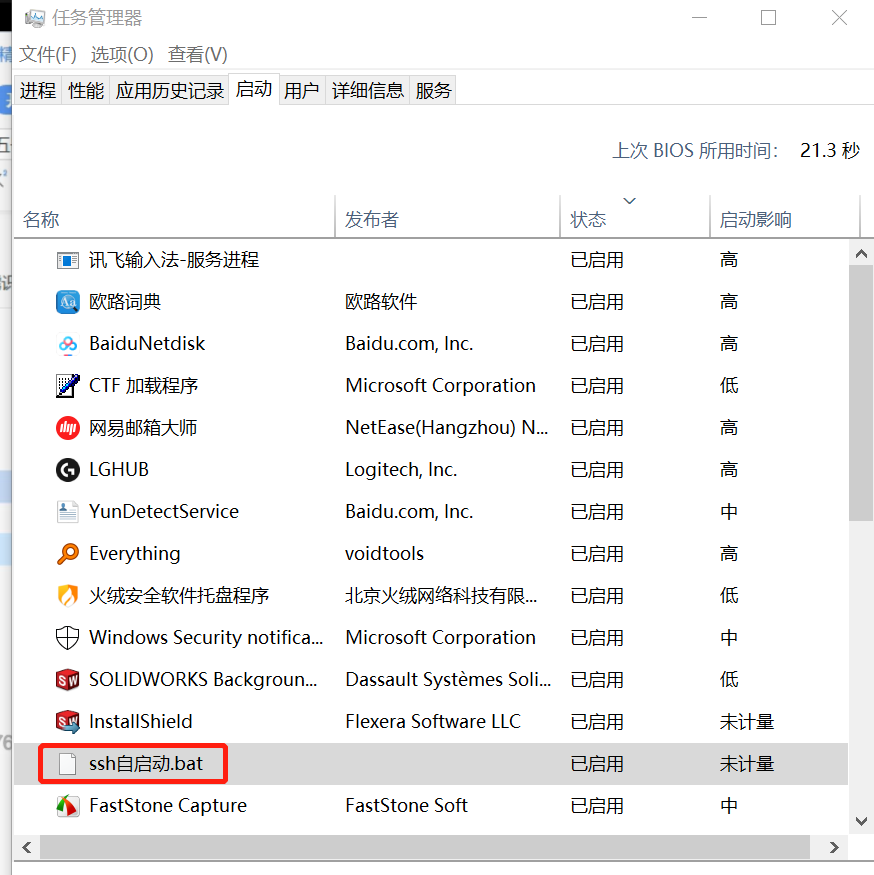 任务管理器
文件(F) 选项(O) 查看(V)
进程 性能 应用历史记录 启动 用户 详细信息 服务
上次 BIOS 所用时间: 21.3 秒
名称 发布者 状态 启动影响
讯飞输入法-服务进程 已启用 高
欧路词典 欧路软件 已启用 高
BaiduNetdisk Baidu.com, Inc. 已启用 高
CTF 加载程序 Microsoft Corporation 已启用 低
网易邮箱大师 NetEase(Hangzhou) N... 已启用 高
LGHUB Logitech, Inc. 已启用 高
YunDetectService Baidu.com, Inc. 已启用 中
Everything voidtools 已启用 高
火绒安全软件托盘程序 北京火绒网络科技有限... 已启用 低
Windows Security notifica... Microsoft Corporation 已启用 中
SOLIDWORKS Backgroun... Dassault Systèmes Soli... 已启用 低
InstallShield Flexera Software LLC 已启用 未计量
ssh自启动.bat 已启用 未计量
FastStone Capture FastStone Soft 已启用 中